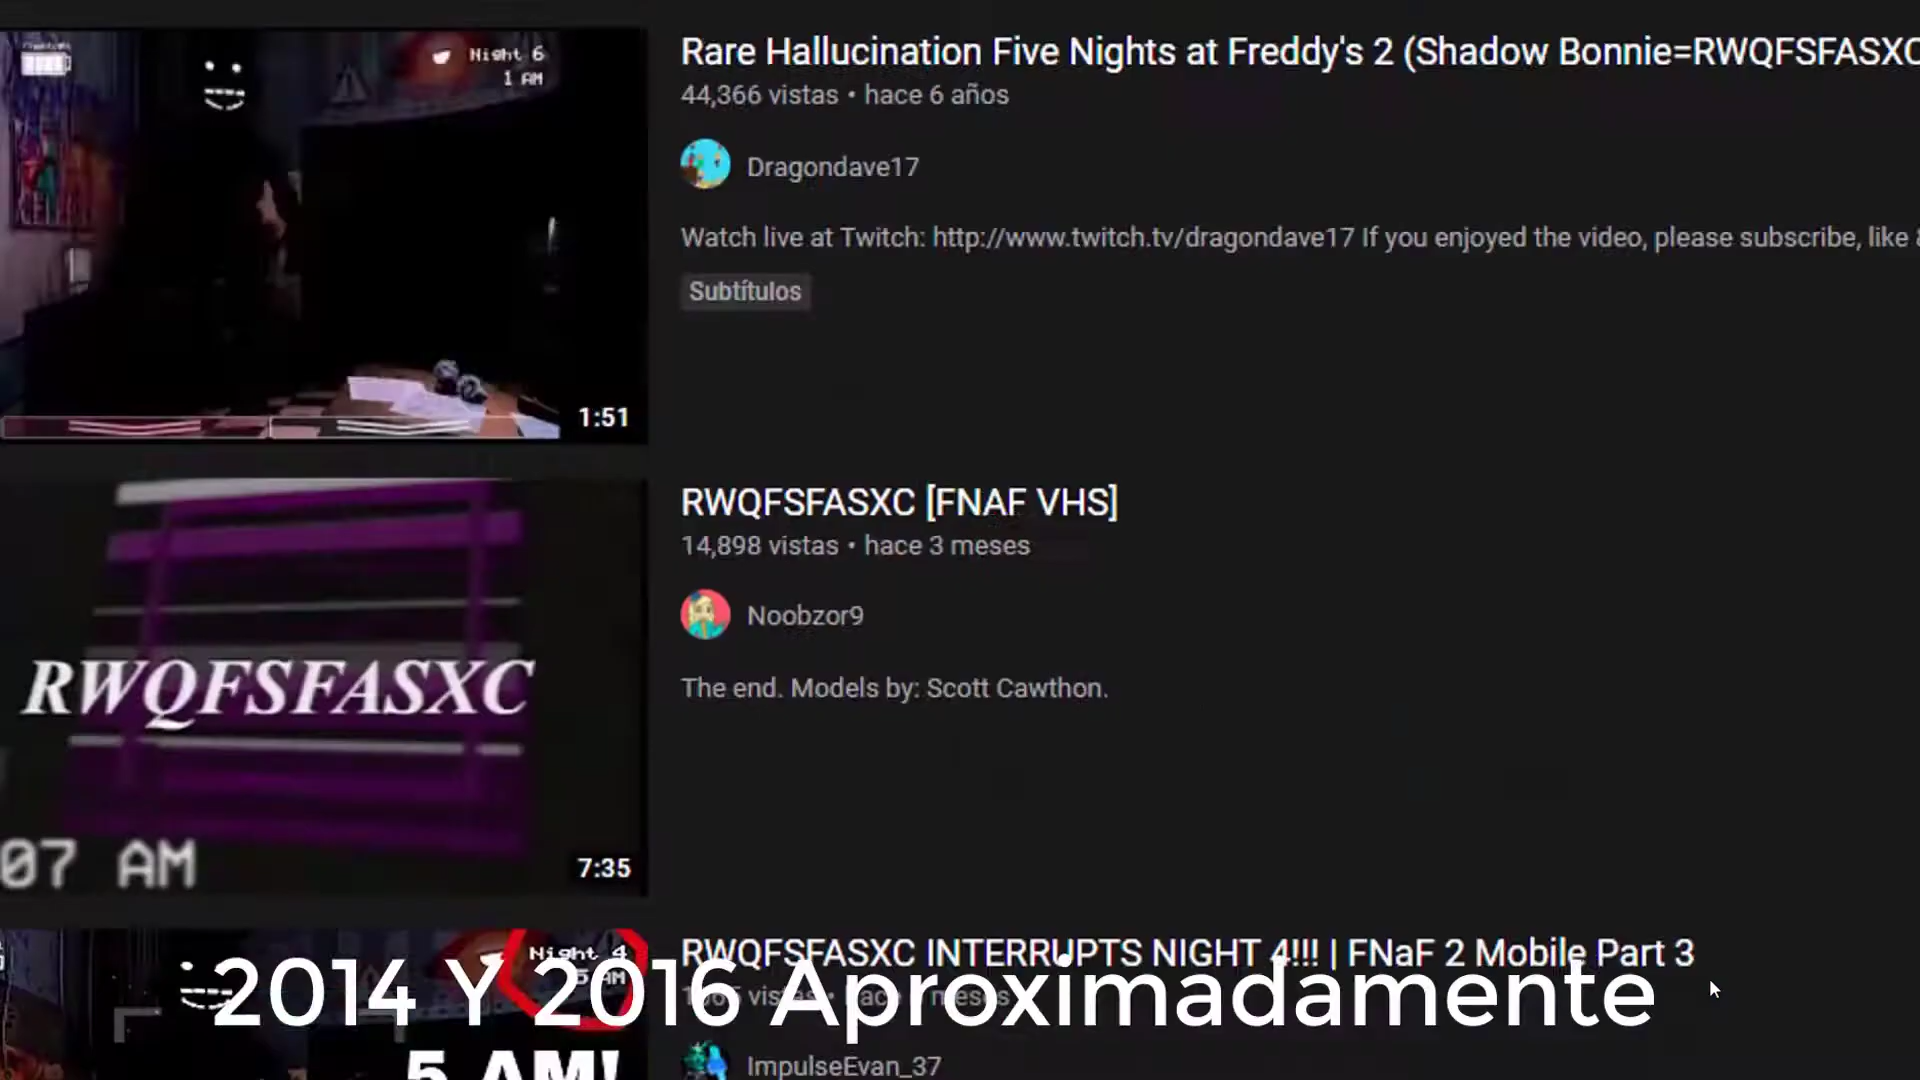 Night 6
1 AM
1:51
Rare Hallucination Five Nights at Freddy's 2 (Shadow Bonnie=RWQFSFASXC
44,366 vistas • hace 6 años
Dragondave17
Watch live at Twitch: http://www.twitch.tv/dragondave17 If you enjoyed the video, please subscribe, like
Subtítulos
RWQFSFASXC
07 AM
7:35
RWQFSFASXC [FNAF VHS]
14,898 vistas • hace 3 meses
Noobzor9
The end. Models by: Scott Cawthon.
Night 4
5 AM
5 AM!
RWQFSFASXC INTERRUPTS NIGHT 4!!! | FNaF 2 Mobile Part 3
2014 Y 2016 Aproximadamente
ImpulseEvan_37